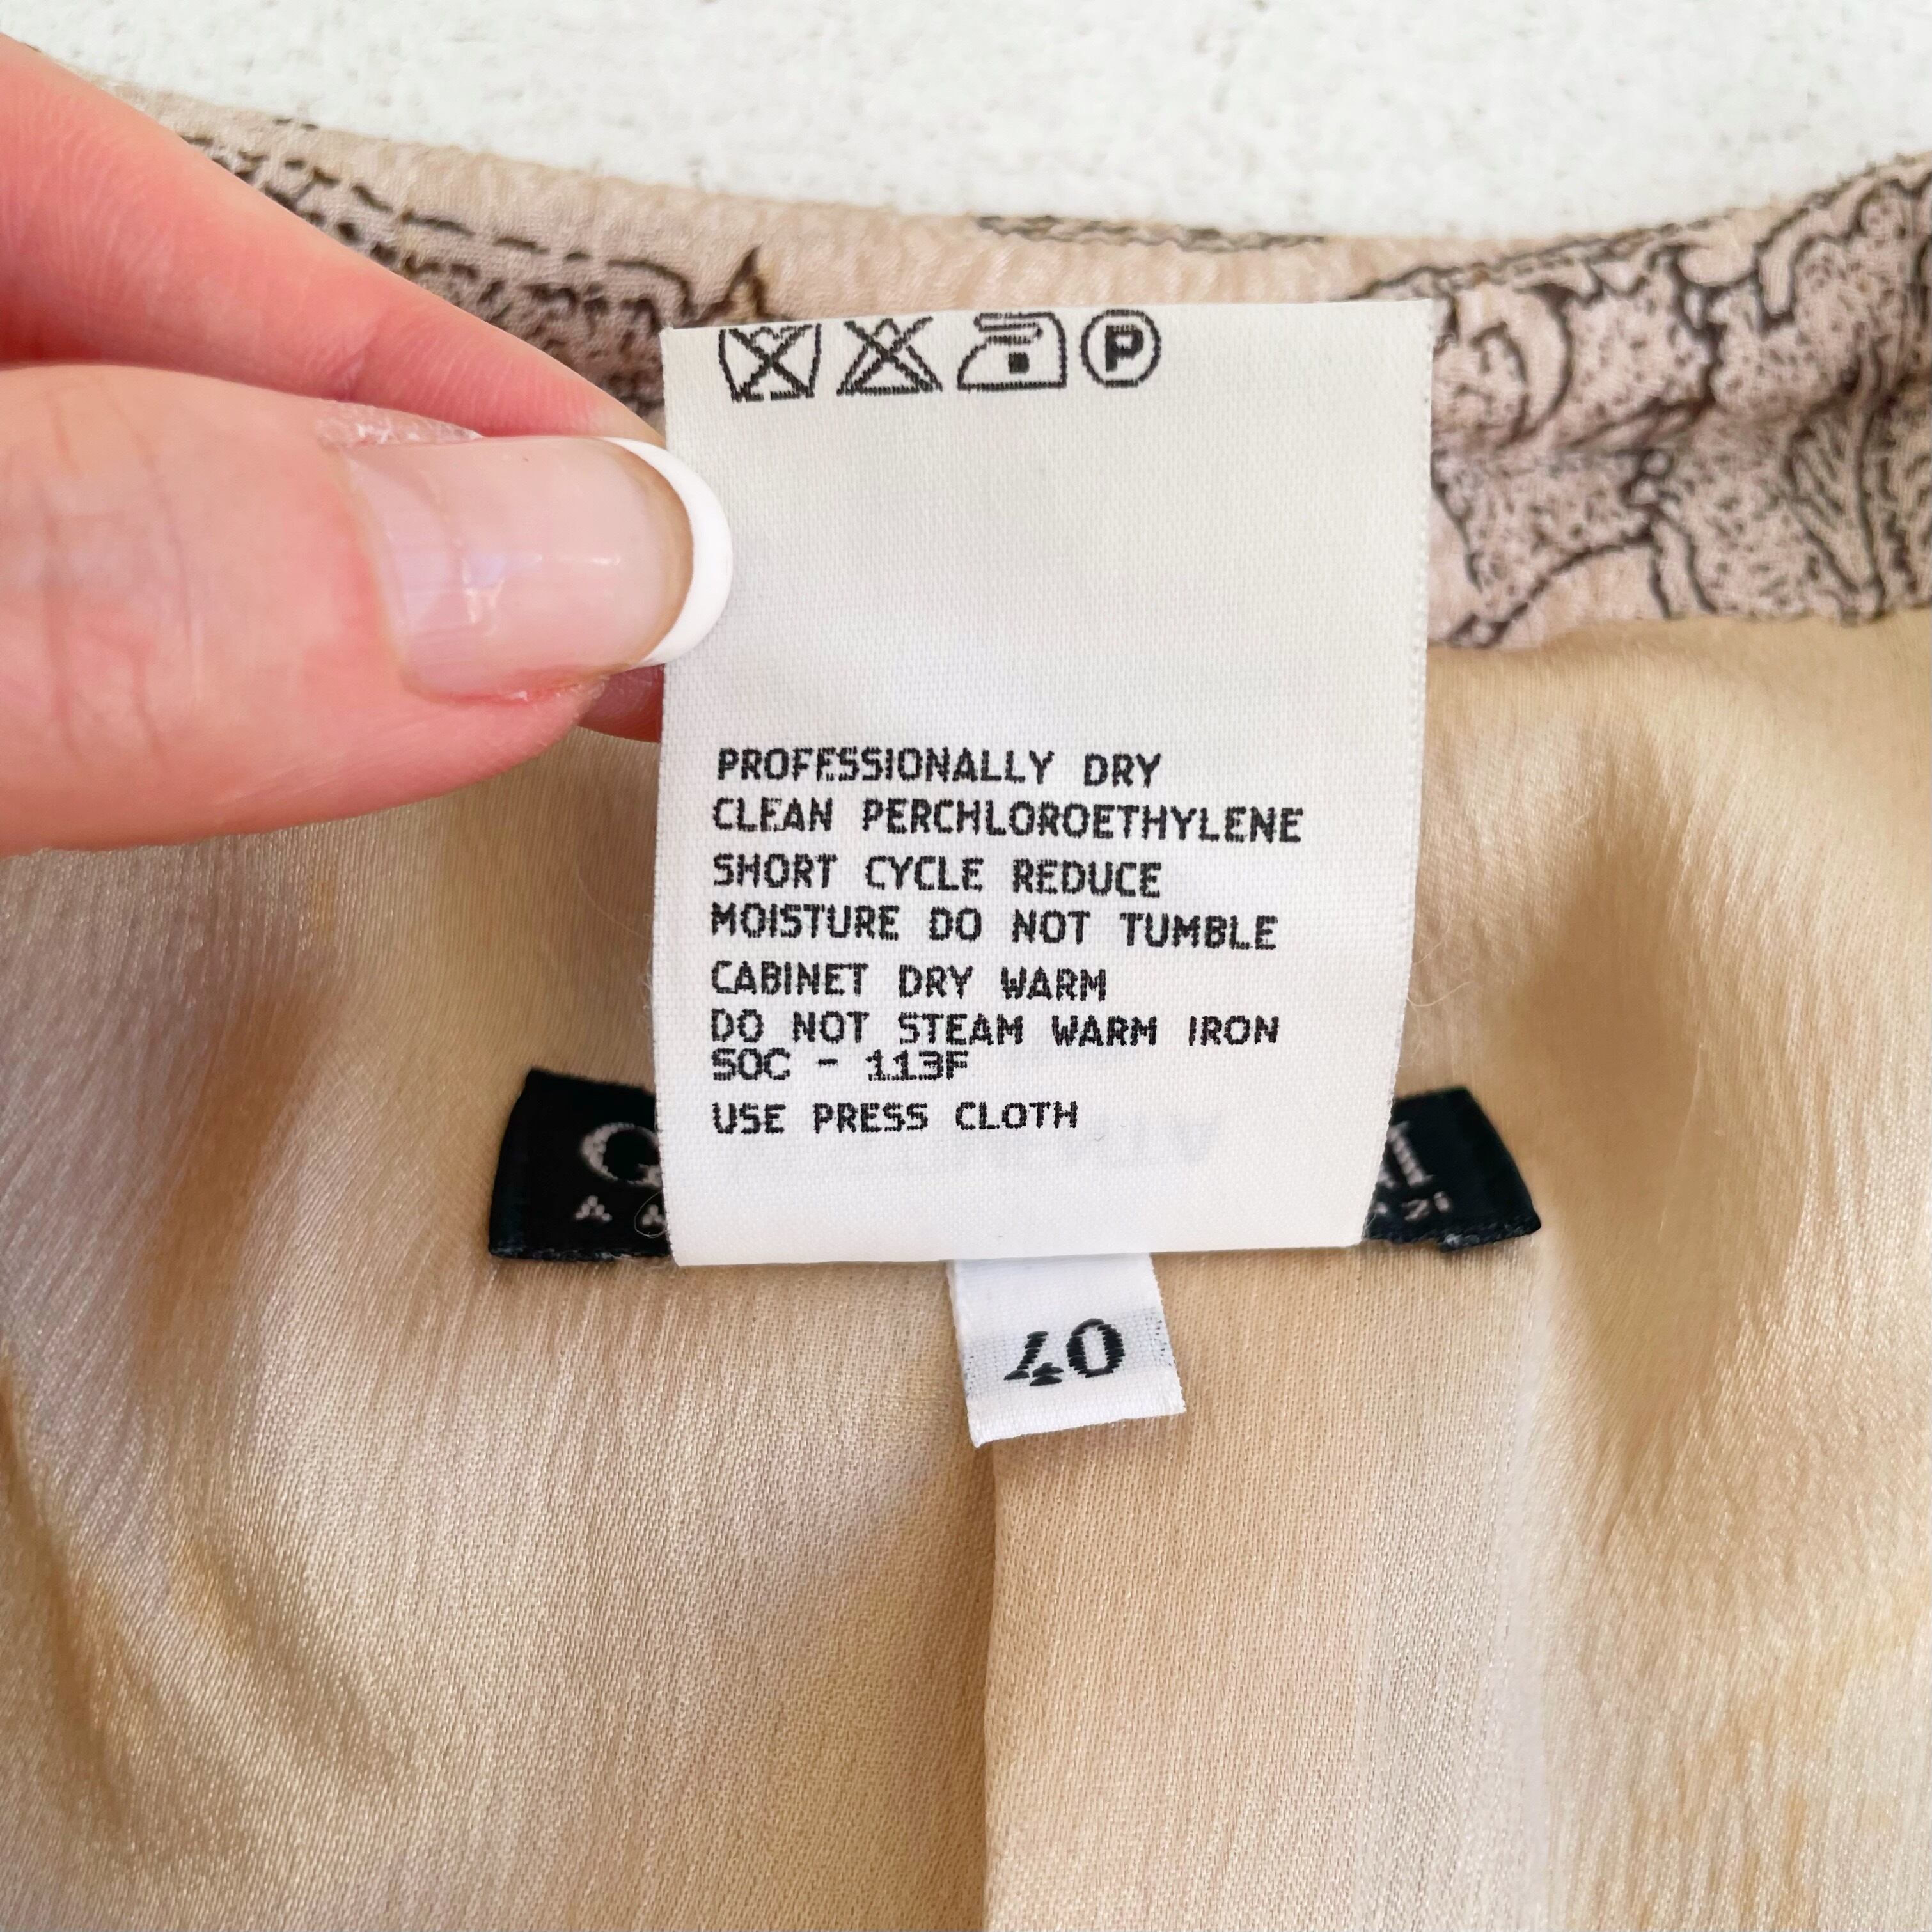 P
PROFESSIONALLY DRY
CLEAN PERCHLOROETHYLENE
SHORT CYCLE REDUCE
MOISTURE DO NOT TUMBLE
CABINET DRY WARM
DO NOT STEAM WARM IRON
50C - 113F
USE PRESS CLOTH
40